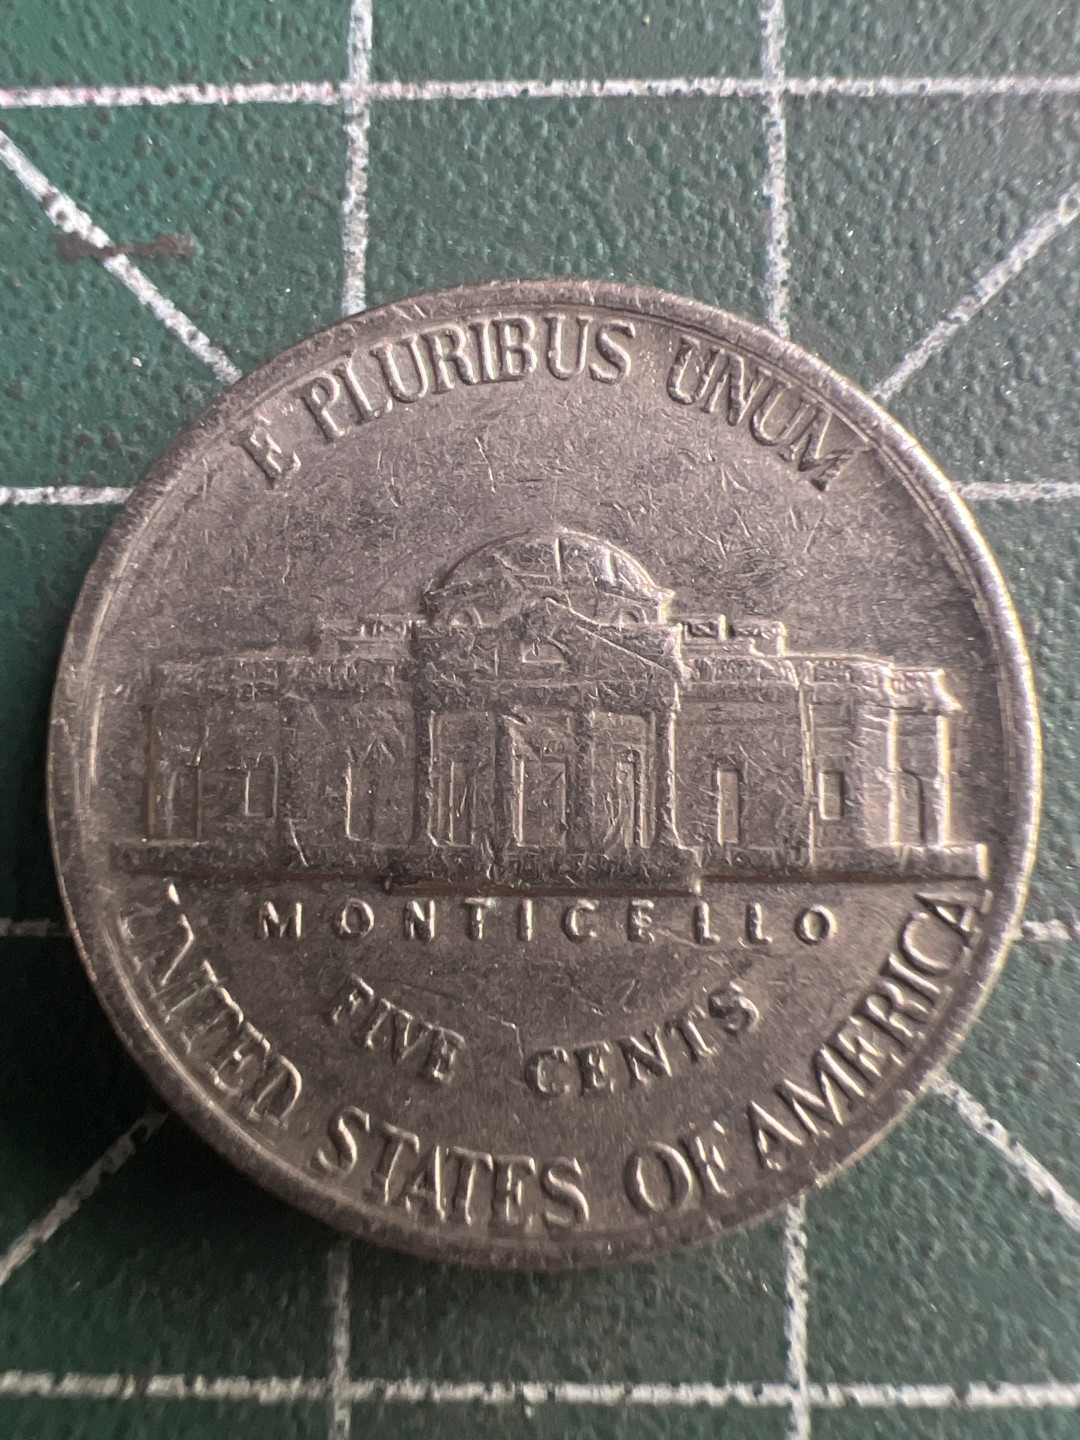 E PLURIBUS UNUM
MONTICELLO
FIVE CENTS
UNITED STATES OF AMERICA